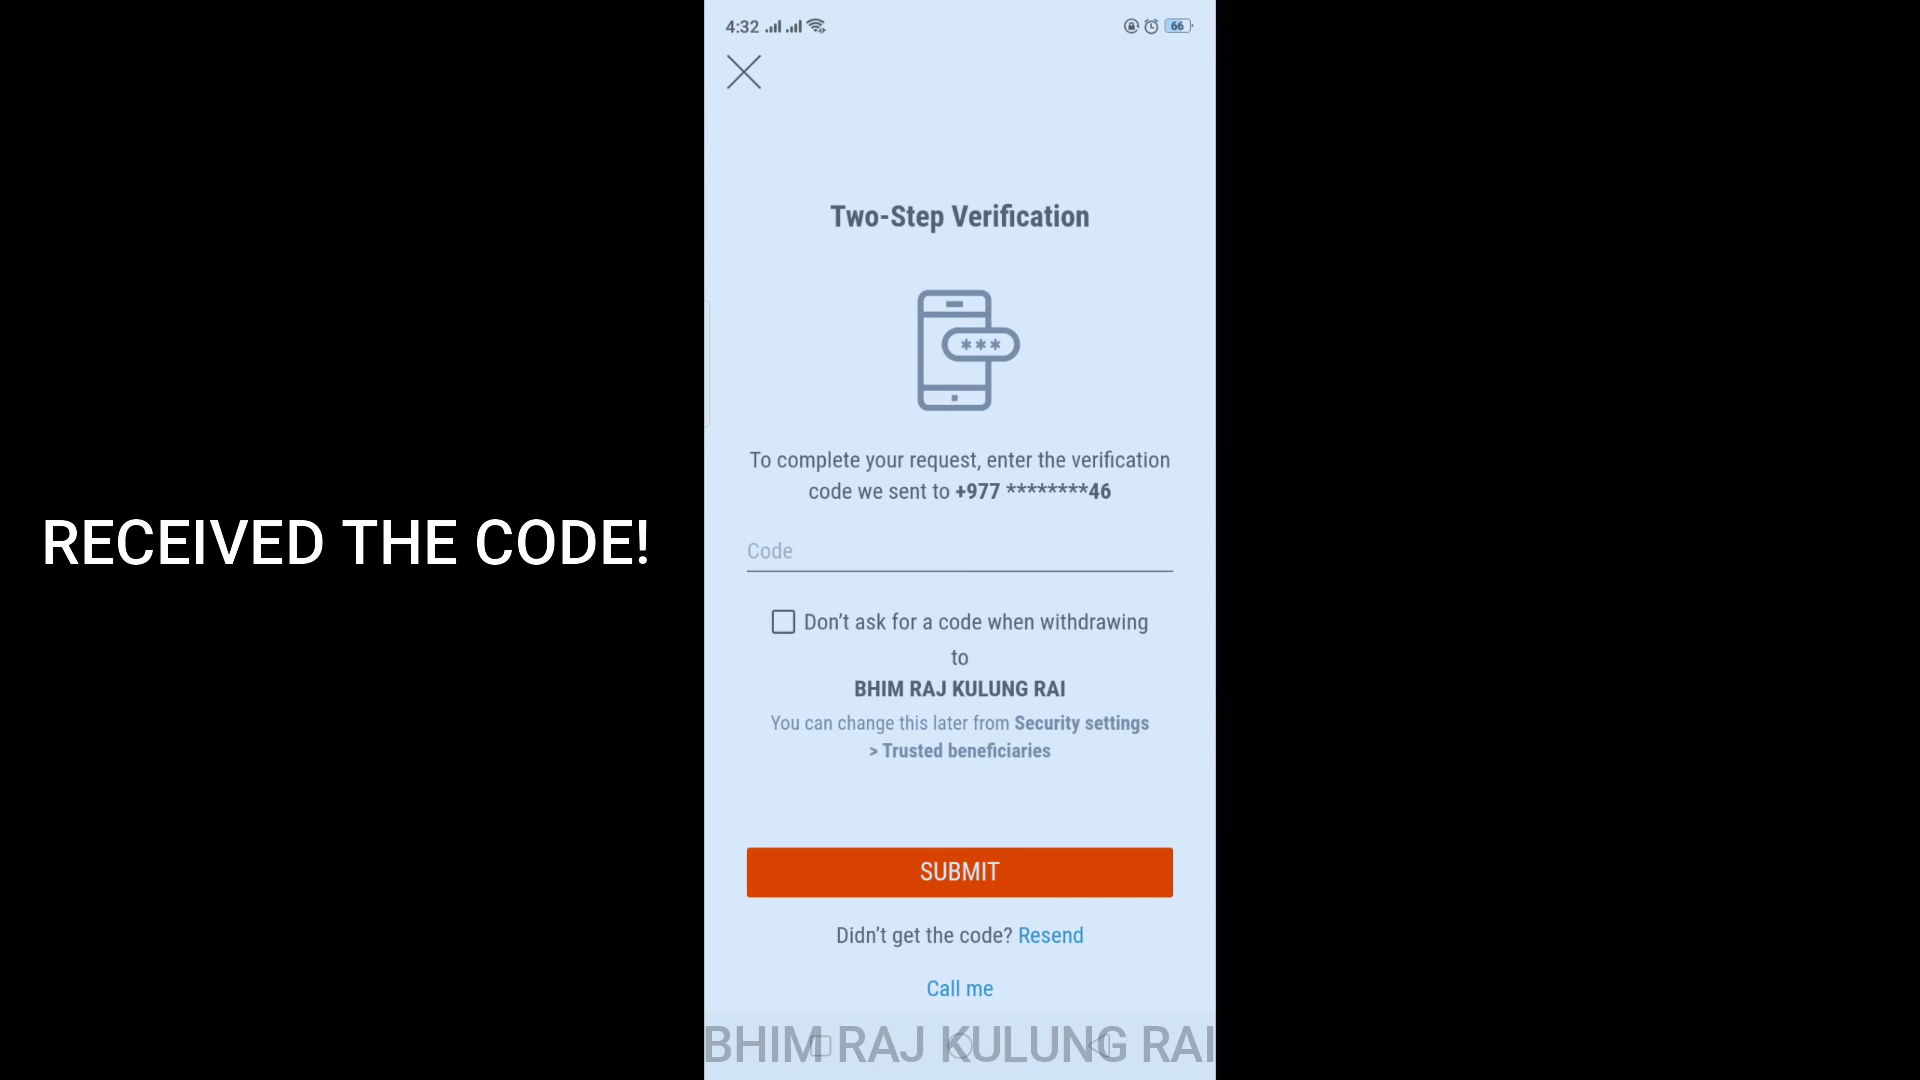 4:32
66
Two-Step Verification
***
To complete your request, enter the verification
code we sent to +977 ********46
RECEIVED THE CODE!
Code
Don't ask for a code when withdrawing
to
BHIM RAJ KULUNG RAI
You can change this later from Security settings
> Trusted beneficiaries
SUBMIT
Didn't get the code? Resend
Call me
BHIM RAJ KULUNG RAI